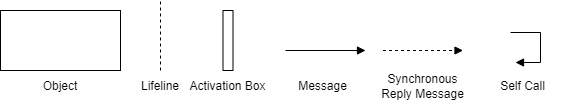 Object
Lifeline
Activation Box
Message
Synchronous
Reply Message
Self Call